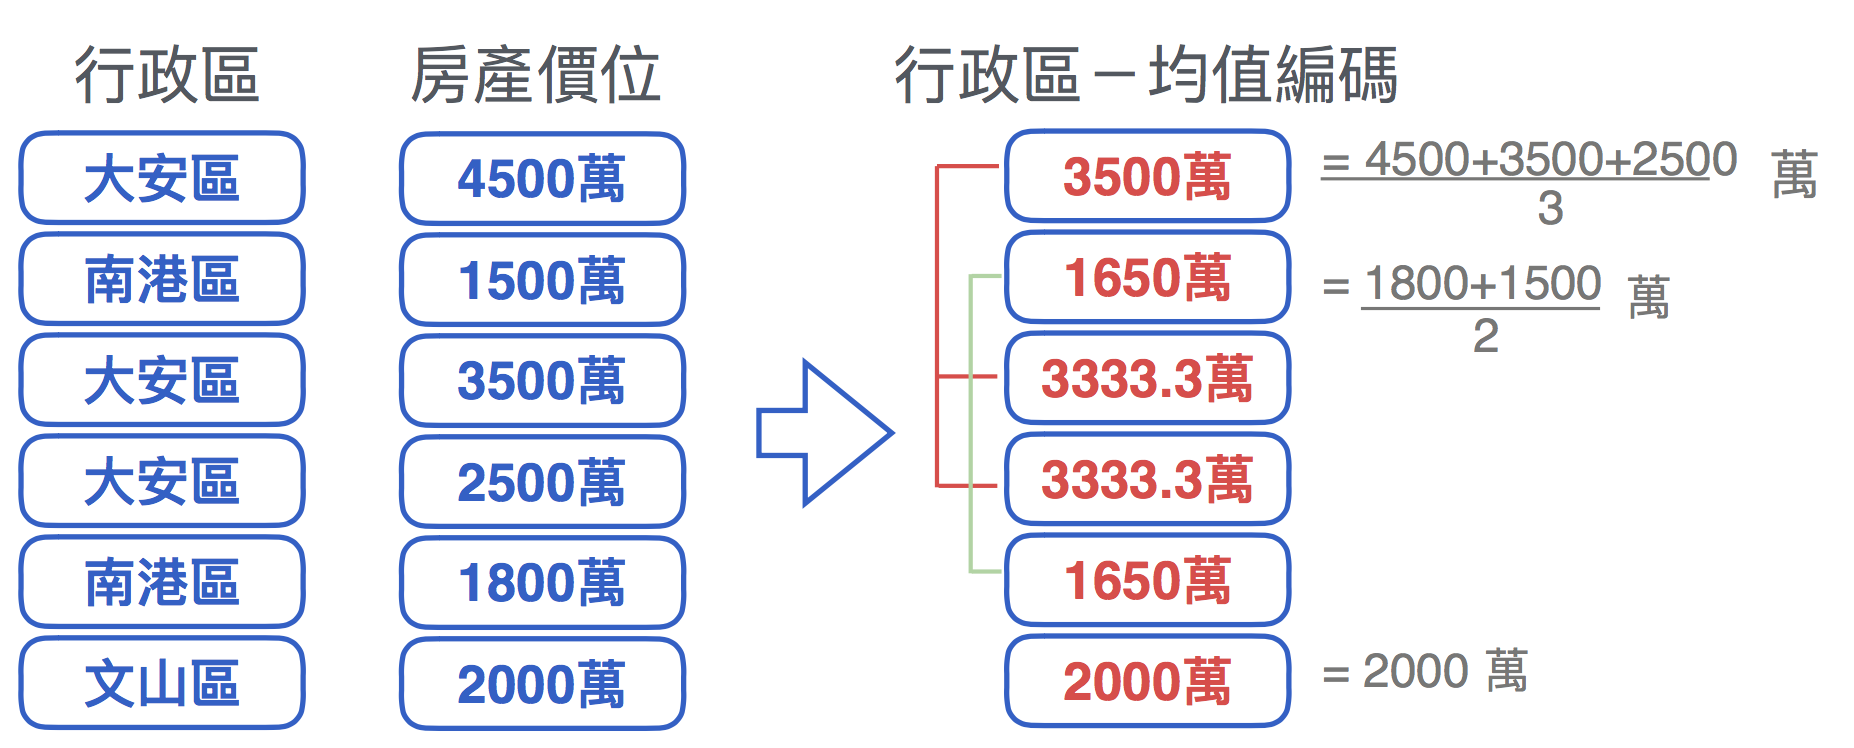 行政區 房產價位 行政區－均值編碼
大安區 4500萬 3500萬 = 4500+3500+2500 萬
3
南港區 1500萬 1650萬 = 1800+1500 萬
2
大安區 3500萬 3333.3萬
大安區 2500萬 3333.3萬
南港區 1800萬 1650萬
文山區 2000萬 2000萬 = 2000 萬